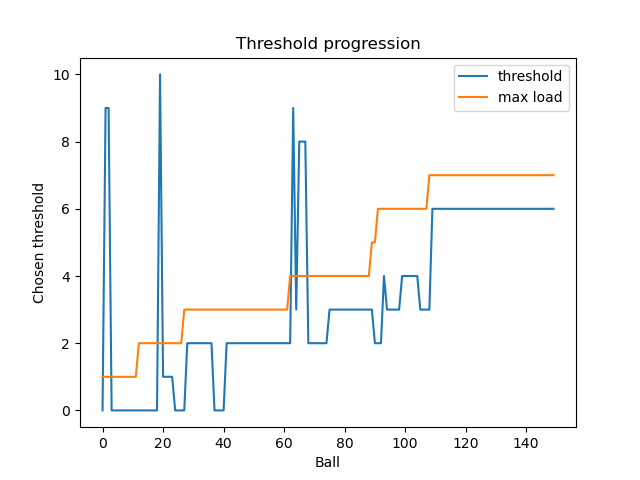 Threshold progression
threshold
max load
Chosen threshold
10
8
6
4
2
0
0 20 40 60 80 100 120 140
Ball